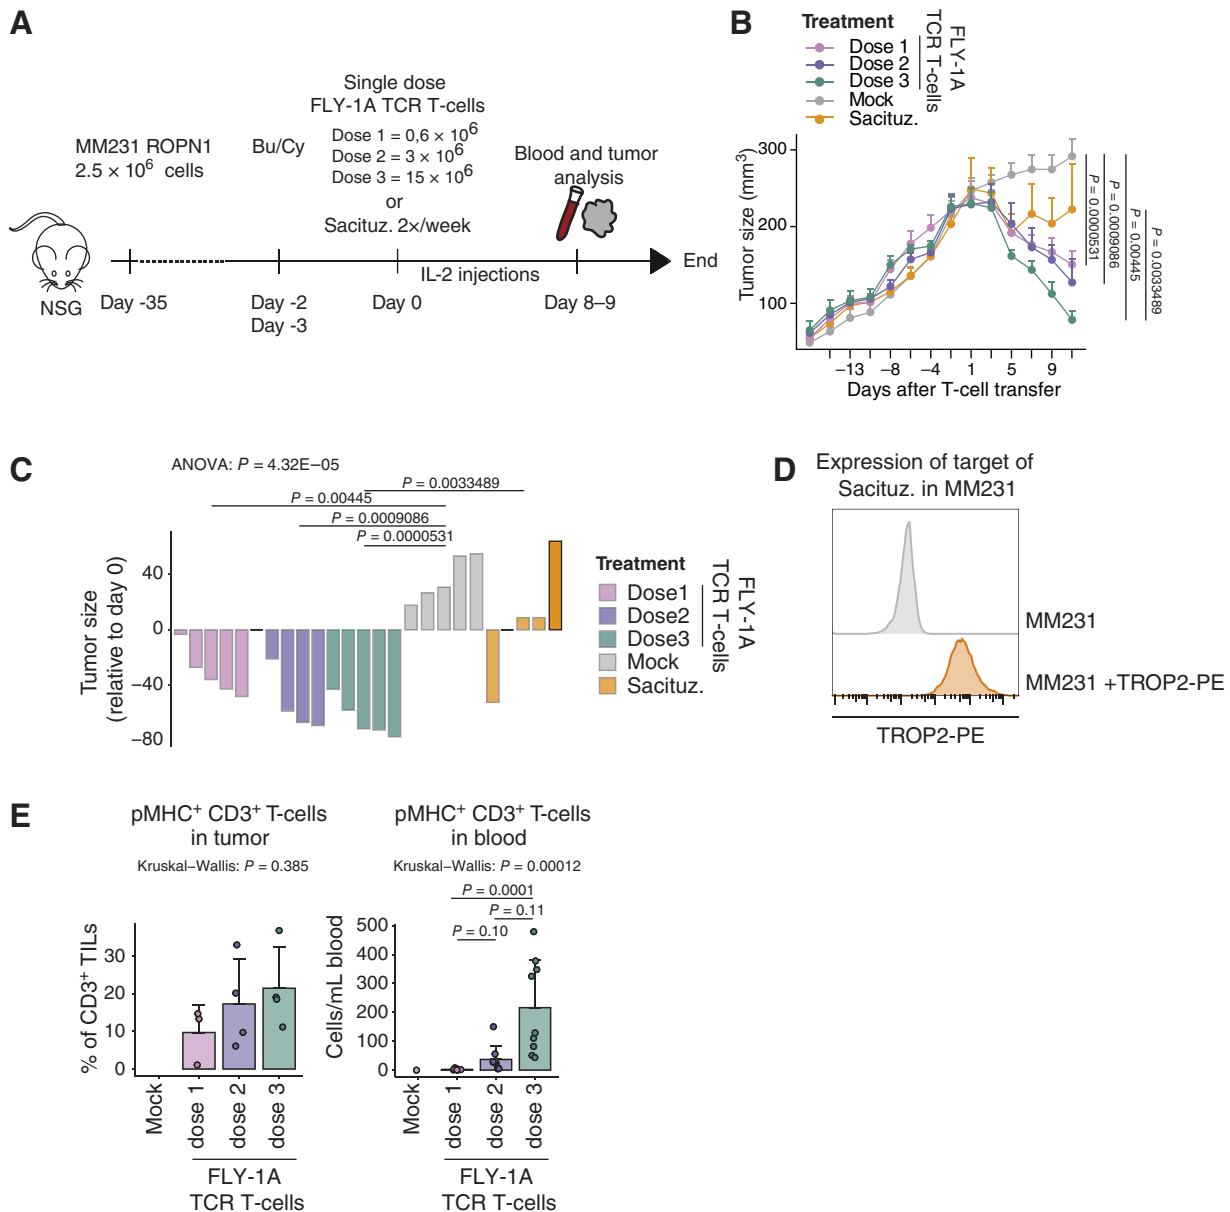 A
MM231 ROPN1
2.5 × 10⁶ cells
Bu/Cy
Single dose
FLY-1A TCR T-cells
Dose 1 = 0,6 × 10⁶
Dose 2 = 3 × 10⁶
Dose 3 = 15 × 10⁶
or
Sacituz. 2×/week
Blood and tumor
analysis
IL-2 injections
End
NSG
Day -35
Day -2
Day -3
Day 0
Day 8–9
B
Treatment
Dose 1
Dose 2
Dose 3
Mock
Sacituz.
FLY-1A
TCR T-cells
Tumor size (mm³)
300
200
100
−13
−8
−4
1
5
9
Days after T-cell transfer
P = 0.0000531
P = 0.0009086
P = 0.00445
P = 0.0033489
C
ANOVA: P = 4.32E−05
P = 0.0033489
P = 0.00445
P = 0.0009086
P = 0.0000531
Tumor size
(relative to day 0)
40
0
−40
−80
Treatment
Dose1
Dose2
Dose3
Mock
Sacituz.
FLY-1A
TCR T-cells
D
Expression of target of
Sacituz. in MM231
MM231
MM231 +TROP2-PE
TROP2-PE
E
pMHC⁺ CD3⁺ T-cells
in tumor
Kruskal−Wallis: P = 0.385
% of CD3⁺ TILs
30
20
10
0
Mock
dose 1
dose 2
dose 3
FLY-1A
TCR T-cells
pMHC⁺ CD3⁺ T-cells
in blood
Kruskal−Wallis: P = 0.00012
P = 0.0001
P = 0.11
P = 0.10
Cells/mL blood
500
400
300
200
100
0
Mock
dose 1
dose 2
dose 3
FLY-1A
TCR T-cells